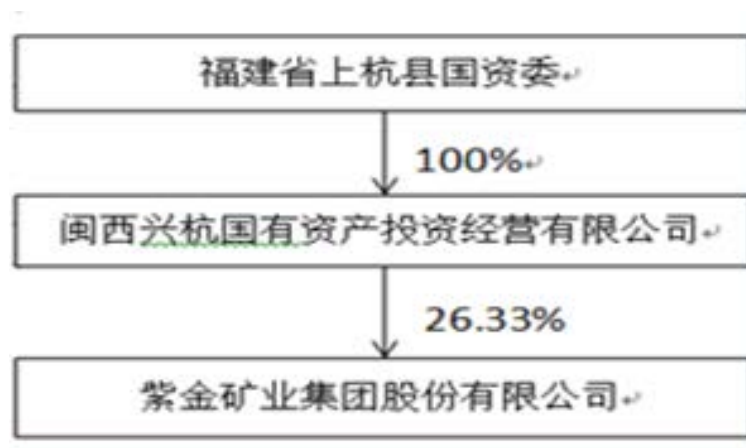 福建省上杭县国资委
100%
闽西兴杭国有资产投资经营有限公司
26.33%
紫金矿业集团股份有限公司